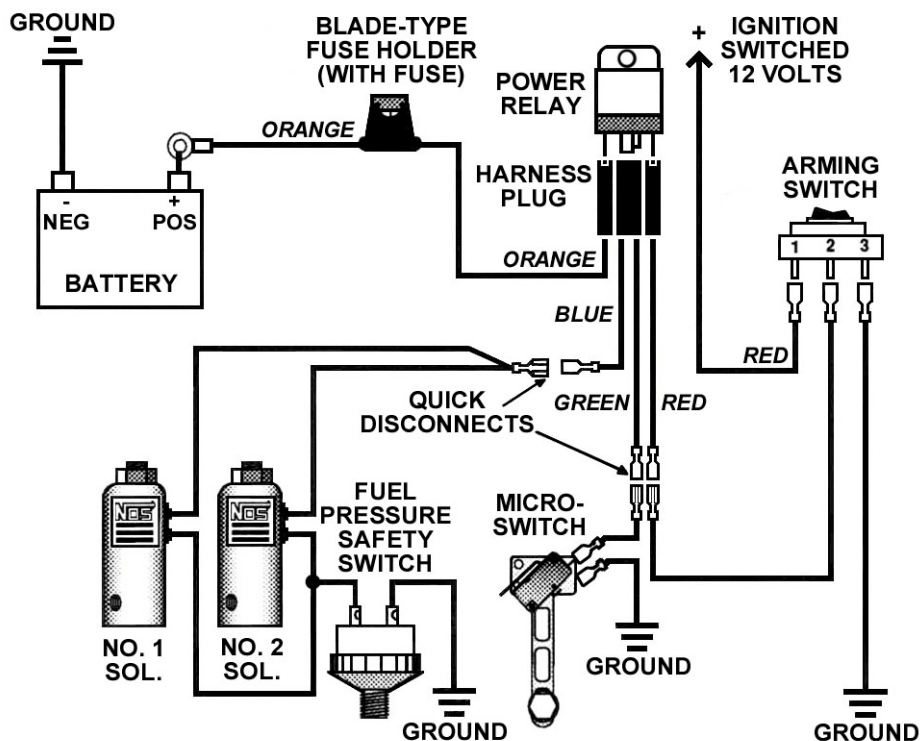 GROUND
BLADE-TYPE
FUSE HOLDER
(WITH FUSE)
+
IGNITION
SWITCHED
12 VOLTS
POWER
RELAY
ORANGE
HARNESS
PLUG
ARMING
SWITCH
- +
NEG POS
BATTERY
1 2 3
ORANGE
BLUE
RED
QUICK
DISCONNECTS
GREEN RED
NOS NOS
FUEL
PRESSURE
SAFETY
SWITCH
MICRO-
SWITCH
NO. 1
SOL.
NO. 2
SOL.
GROUND
GROUND
GROUND